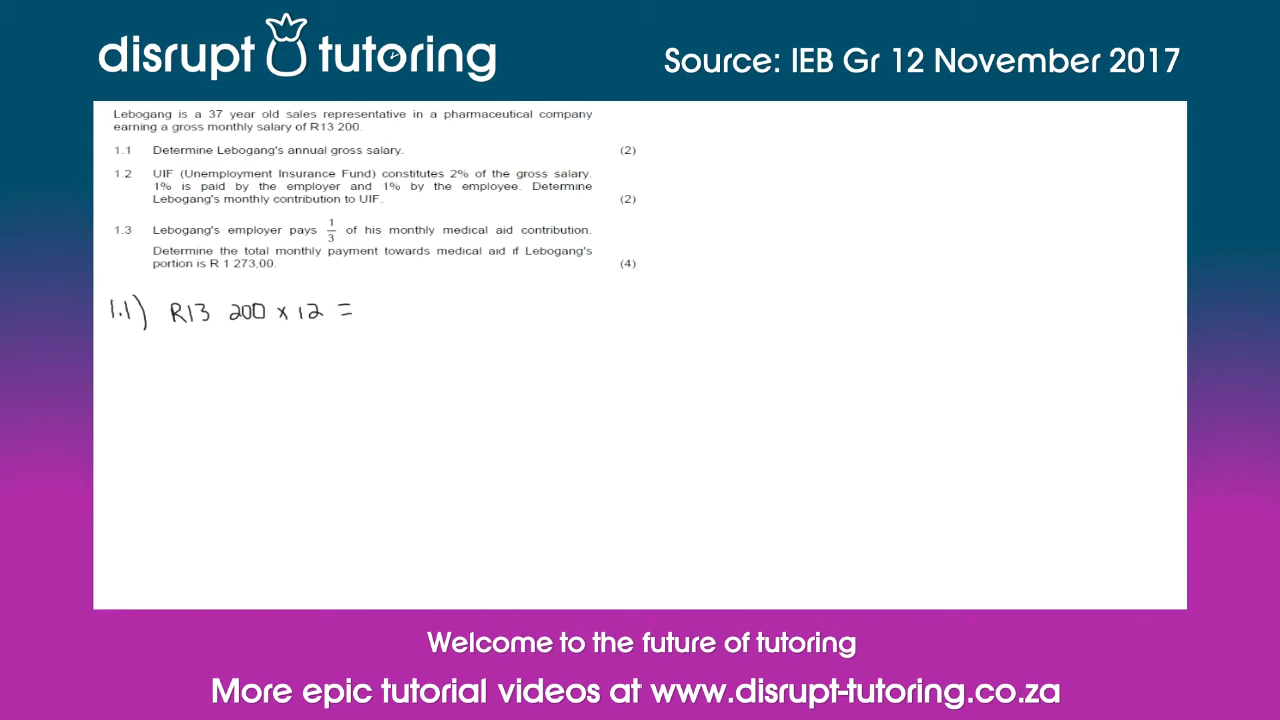 disrupt tutoring
Source: IEB Gr 12 November 2017
Lebogang is a 37 year old sales representative in a pharmaceutical company
earning a gross monthly salary of R13 200.
1.1 Determine Lebogang's annual gross salary. (2)
1.2 UIF (Unemployment Insurance Fund) constitutes 2% of the gross salary.
1% is paid by the employer and 1% by the employee. Determine
Lebogang's monthly contribution to UIF. (2)
1.3 Lebogang's employer pays 1/3 of his monthly medical aid contribution.
Determine the total monthly payment towards medical aid if Lebogang's
portion is R 1 273,00. (4)
1.1) R13 200 x 12 =
Welcome to the future of tutoring
More epic tutorial videos at www.disrupt-tutoring.co.za